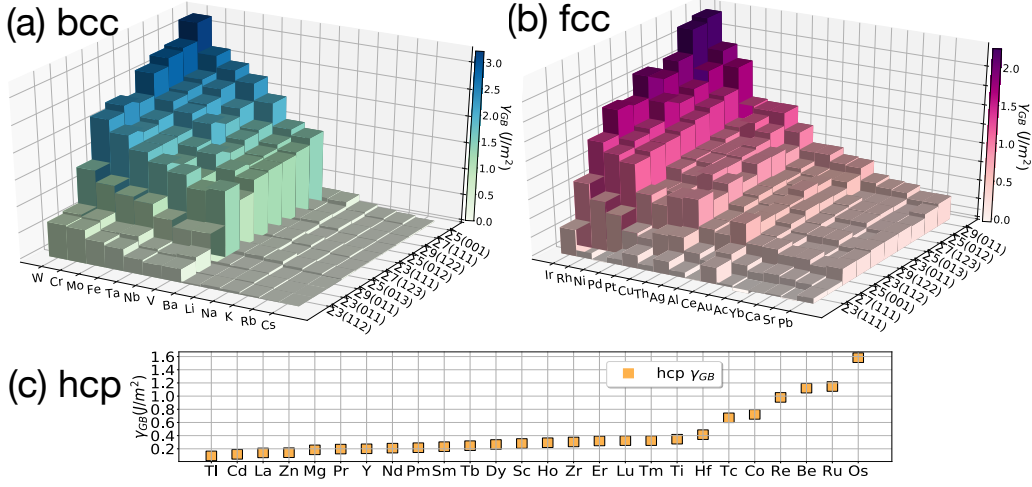 (a) bcc
3.0
2.5
2.0
1.5
1.0
0.5
0.0
γGB (J/m²)
W Cr Mo Fe Ta Nb V Ba Li Na K Rb Cs
Σ5(001)
Σ7(111)
Σ9(122)
Σ5(012)
Σ3(111)
Σ7(123)
Σ5(013)
Σ9(011)
Σ3(011)
Σ3(112)
(b) fcc
2.0
1.5
1.0
0.5
0.0
γGB (J/m²)
Ir Rh Ni Pd Pt Cu Th Ag Al Ce Au Ac Yb Ca Sr Pb
Σ9(011)
Σ5(012)
Σ7(123)
Σ5(013)
Σ9(122)
Σ5(001)
Σ3(112)
Σ7(111)
Σ3(111)
(c) hcp
γGB(J/m²)
1.6
1.4
1.2
1.0
0.8
0.6
0.4
0.2
hcp γGB
Tl Cd La Zn Mg Pr Y Nd Pm Sm Tb Dy Sc Ho Zr Er Lu Tm Ti Hf Tc Co Re Be Ru Os